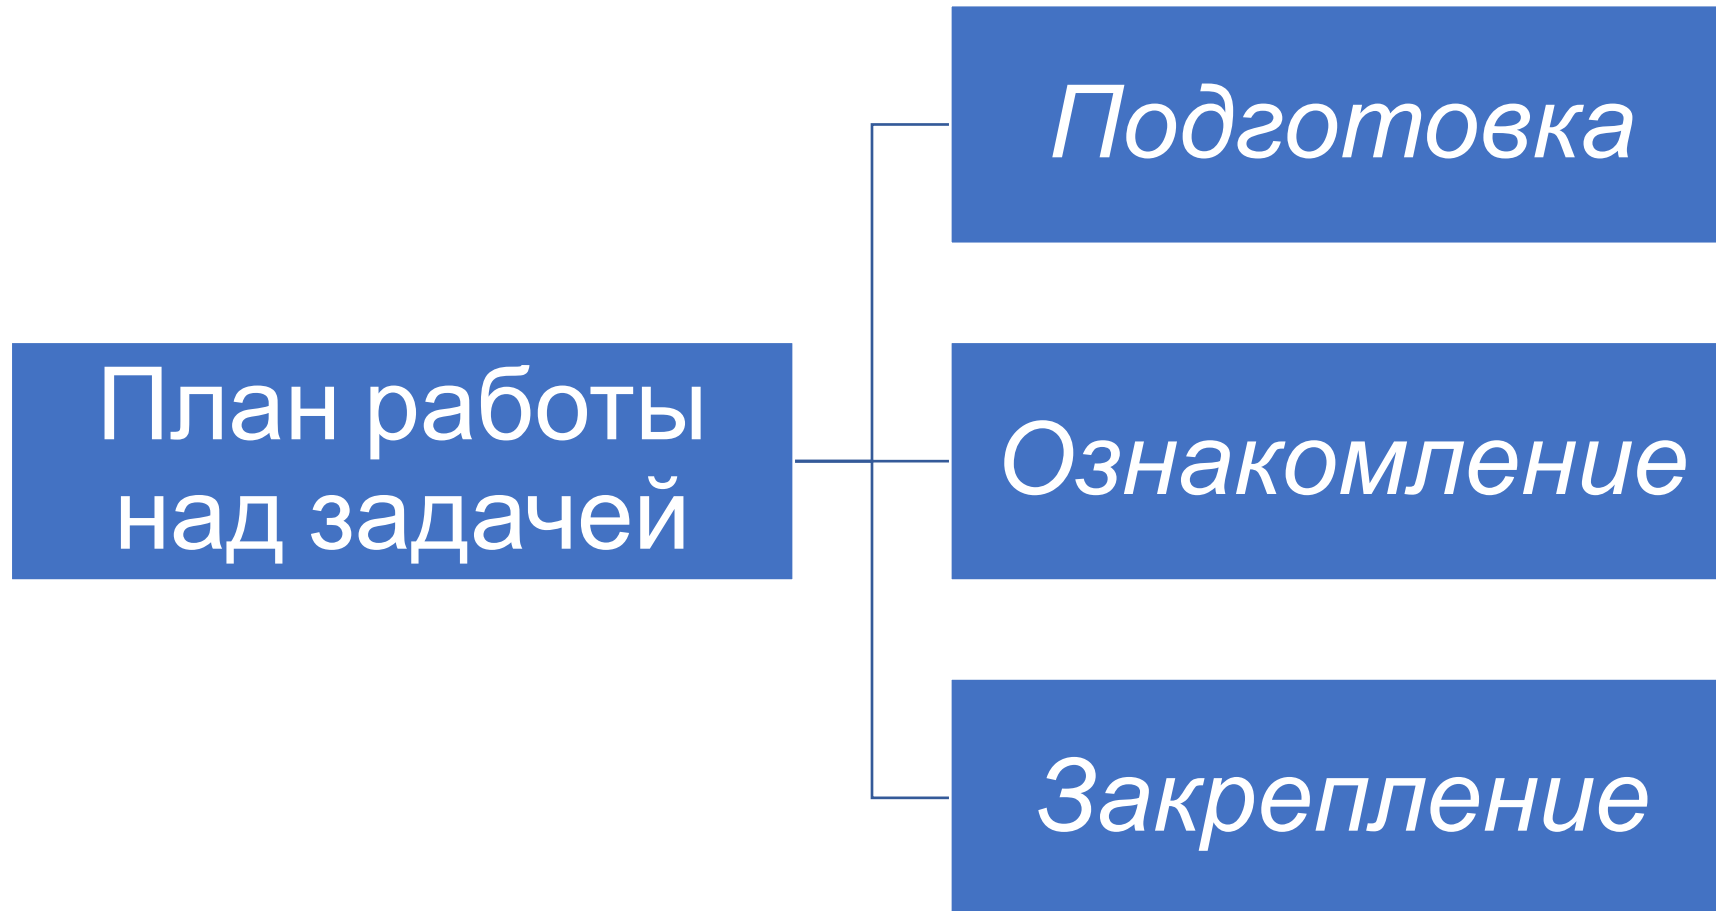 План работы
над задачей
Подготовка
Ознакомление
Закрепление